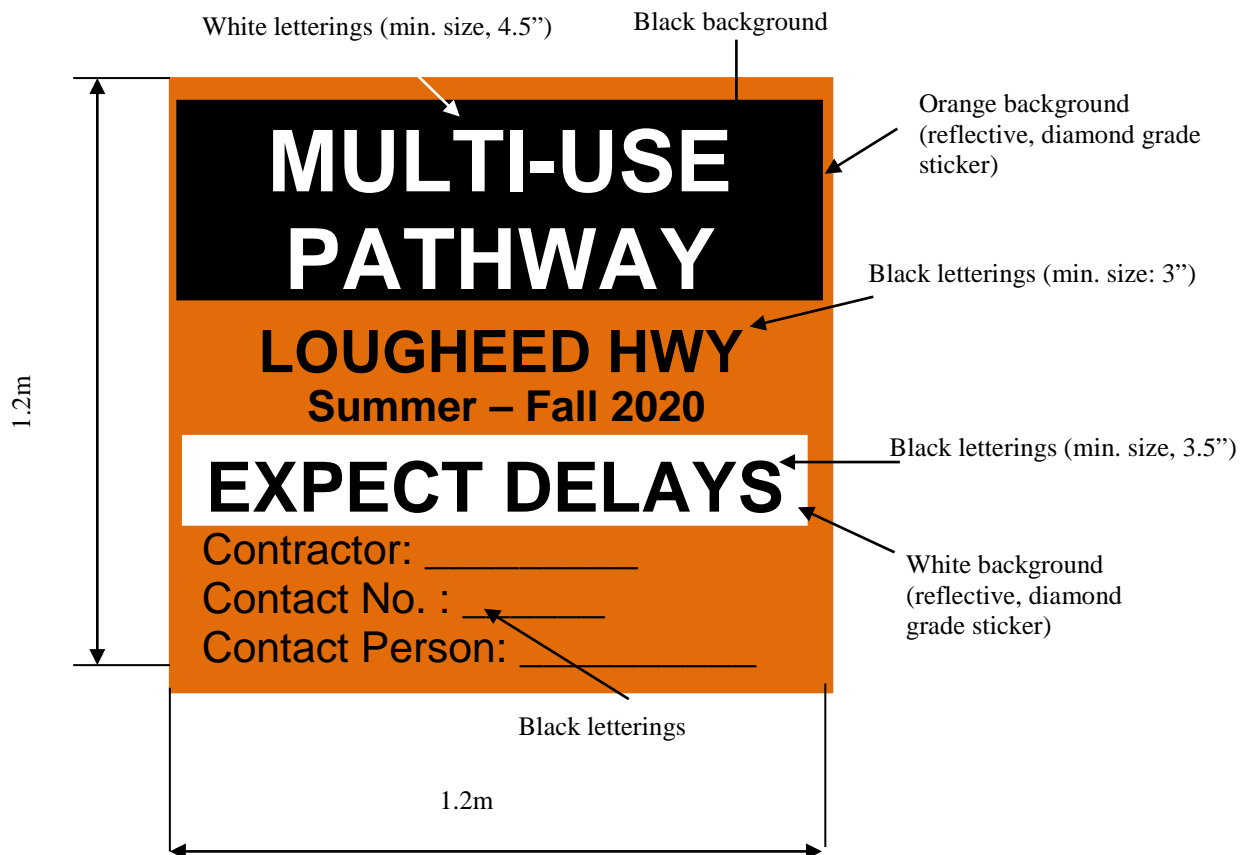 White letterings (min. size, 4.5”)
Black background
Orange background
(reflective, diamond grade
sticker)
MULTI-USE
PATHWAY
Black letterings (min. size: 3”)
LOUGHEED HWY
Summer – Fall 2020
1.2m
EXPECT DELAYS
Black letterings (min. size, 3.5”)
Contractor: _________
Contact No. : ______
Contact Person: __________
White background
(reflective, diamond
grade sticker)
Black letterings
1.2m